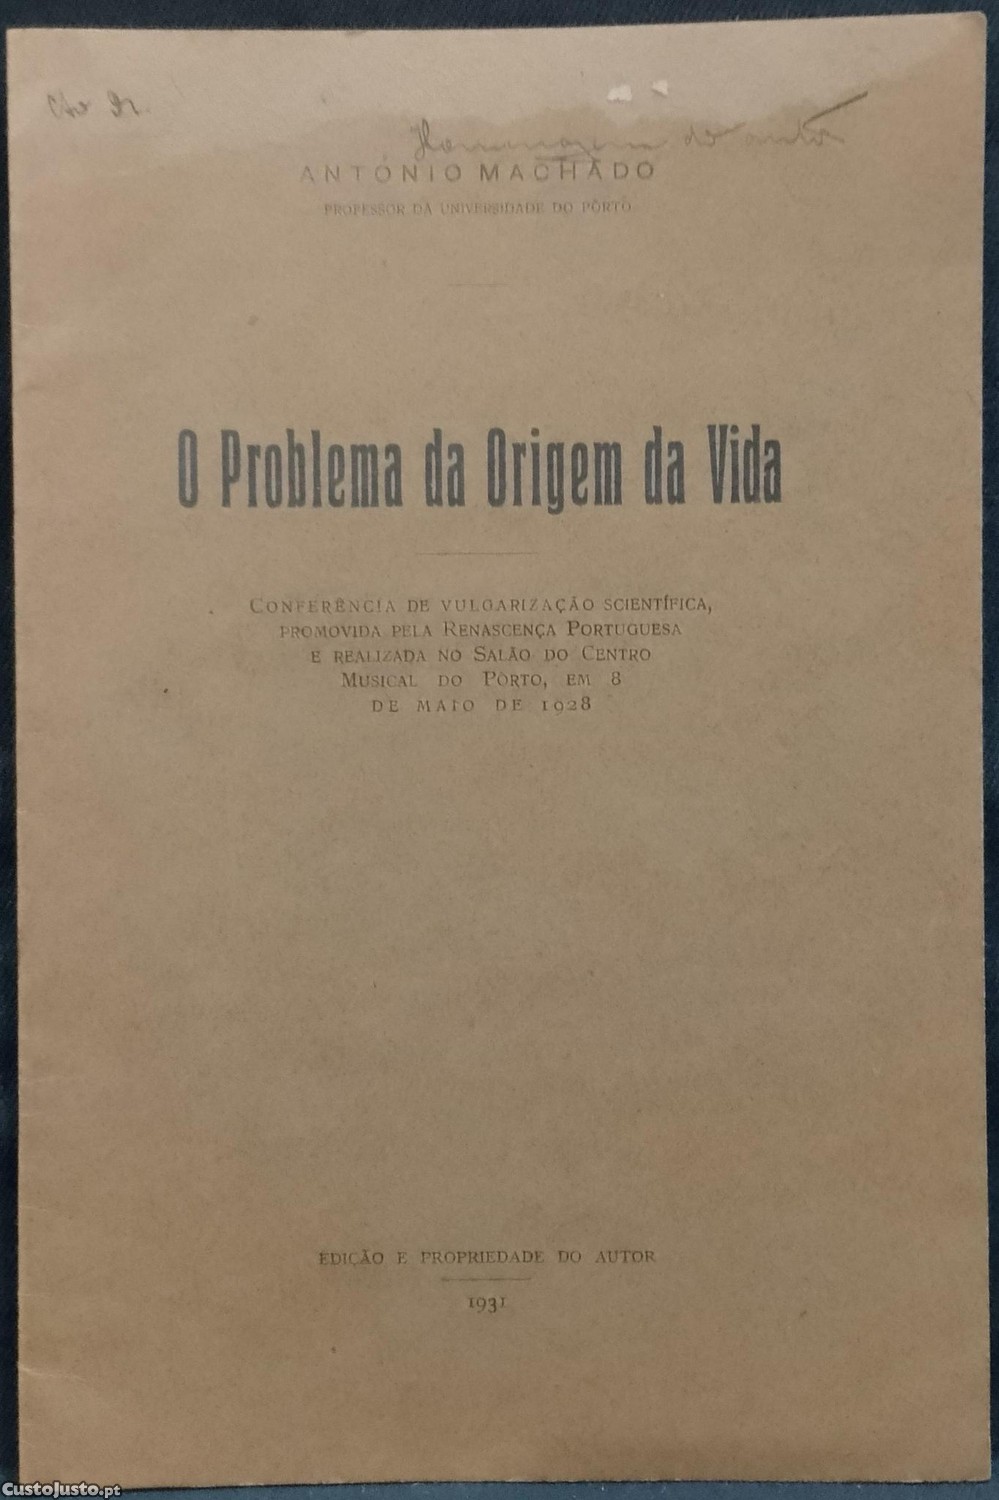 Ao Dr.
Homenagem do autor
ANTÓNIO MACHADO
PROFESSOR DA UNIVERSIDADE DO PÔRTO
O Problema da Origem da Vida
CONFERÊNCIA DE VULGARIZAÇÃO SCIENTÍFICA,
PROMOVIDA PELA RENASCENÇA PORTUGUESA
E REALIZADA NO SALÃO DO CENTRO
MUSICAL DO PÔRTO, EM 8
DE MAIO DE 1928
EDIÇÃO E PROPRIEDADE DO AUTOR
1931
CustoJusto.pt